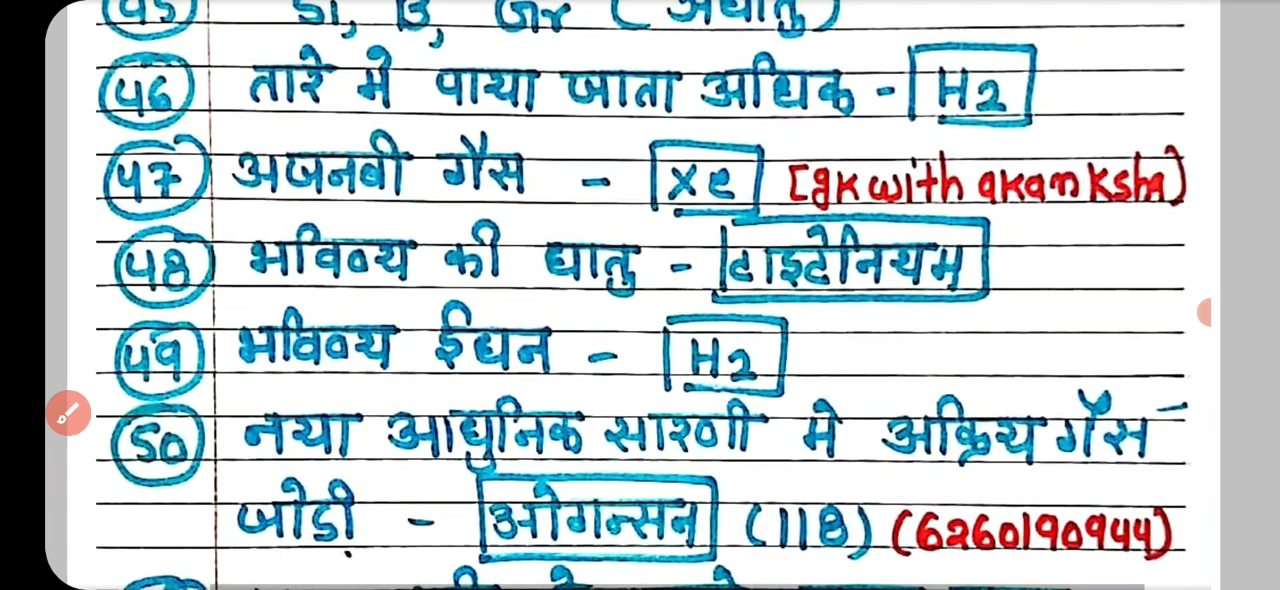 46 तारे मे पाया जाता अधिक - H2
47 अजनबी गैस - Xe [gk with akanksha)
48 भविष्य की धातु - टाइटेनियम
49 भविष्य ईधन - H2
50 नया आधुनिक सारणी मे अक्रिय गैस -
जोडी - ओगन्सन (118) (6260190944)